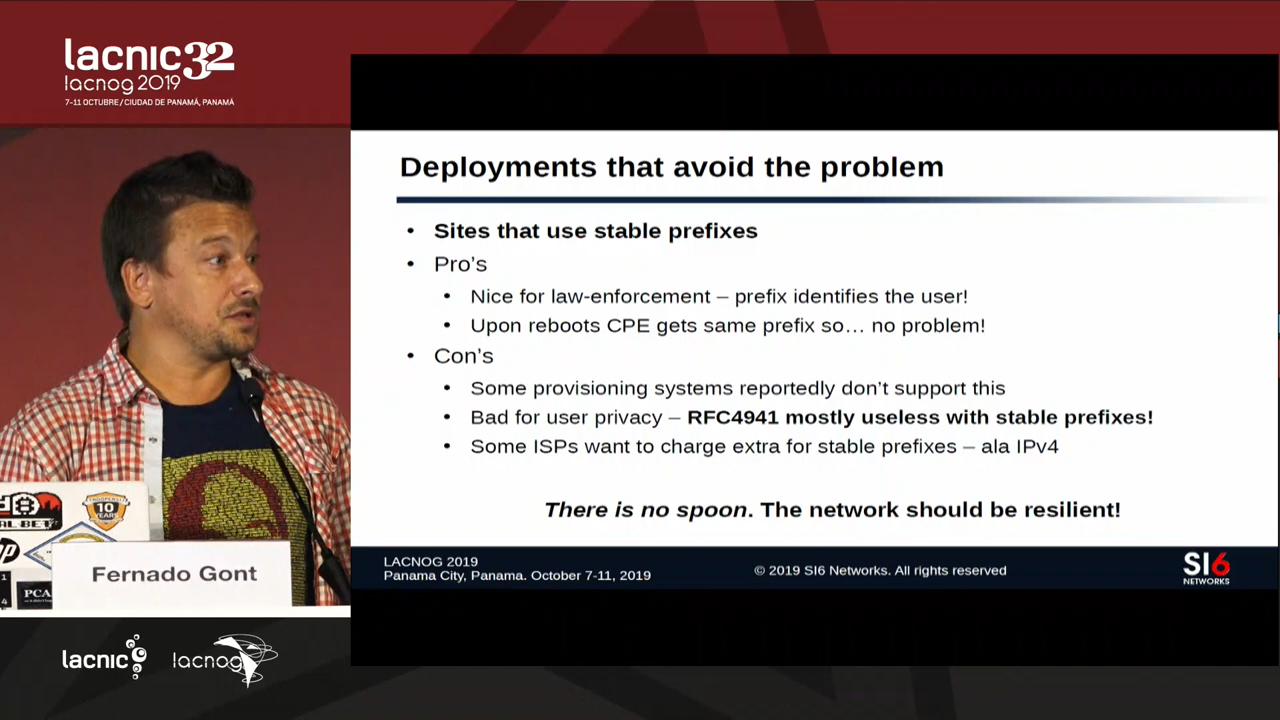 lacnic32
lacnog 2019
7-11 OCTUBRE / CIUDAD DE PANAMÁ, PANAMÁ
Deployments that avoid the problem
• Sites that use stable prefixes
• Pro's
• Nice for law-enforcement – prefix identifies the user!
• Upon reboots CPE gets same prefix so… no problem!
• Con's
• Some provisioning systems reportedly don't support this
• Bad for user privacy – RFC4941 mostly useless with stable prefixes!
• Some ISPs want to charge extra for stable prefixes – ala IPv4
There is no spoon. The network should be resilient!
LACNOG 2019
Panama City, Panama. October 7-11, 2019
© 2019 SI6 Networks. All rights reserved
SI6
NETWORKS
10
YEARS
PCA
Fernado Gont
lacnic
lacnog